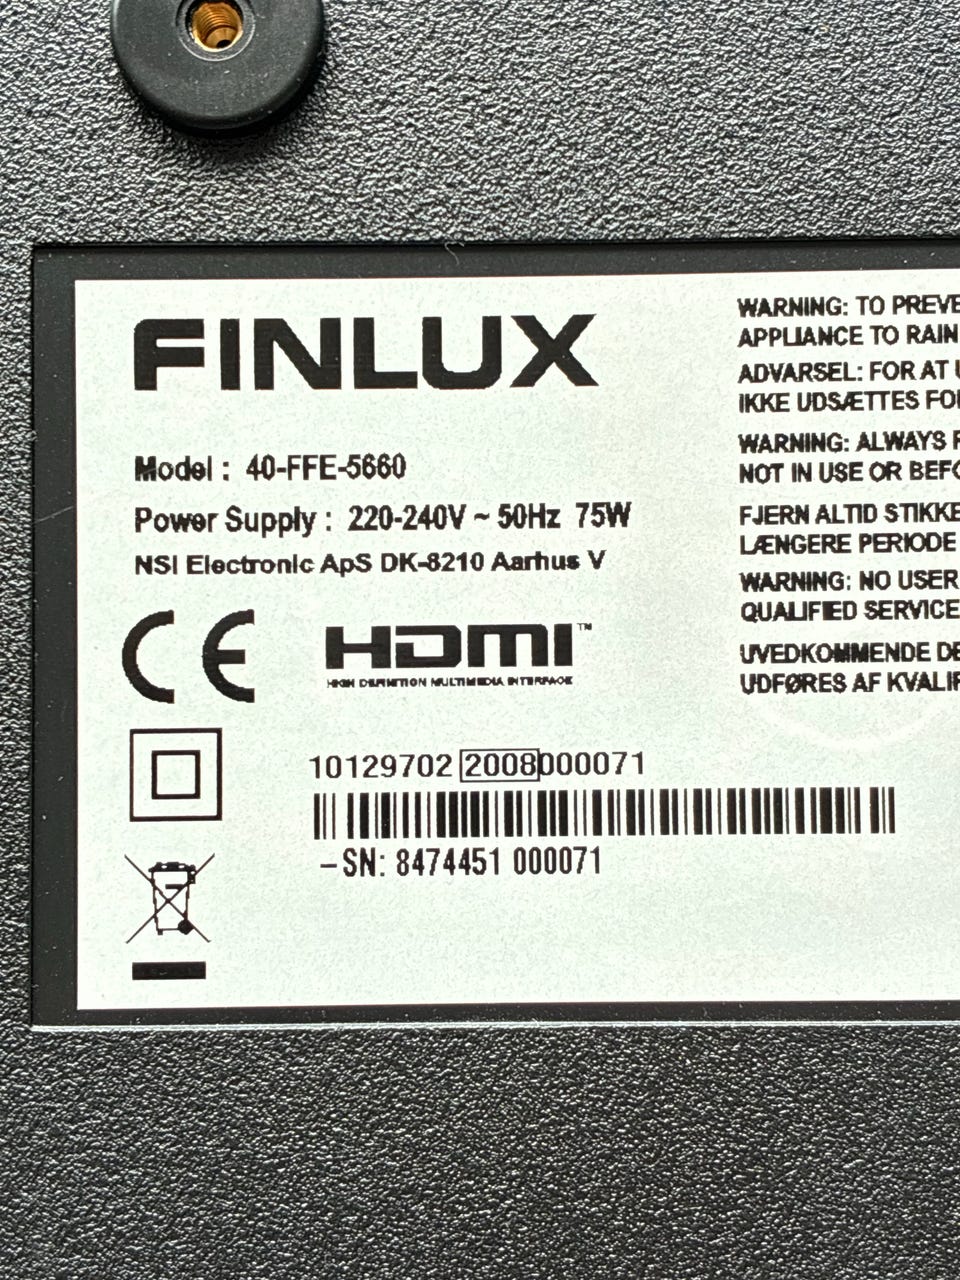 FINLUX
Model : 40-FFE-5660
Power Supply : 220-240V ~ 50Hz 75W
NSI Electronic ApS DK-8210 Aarhus V
CE
HDMI™
HIGH DEFINITION MULTIMEDIA INTERFACE
10129702 2008000071
-SN: 8474451 000071
WARNING: TO PREVE
APPLIANCE TO RAIN
ADVARSEL: FOR AT U
IKKE UDSÆTTES FOR
WARNING: ALWAYS R
NOT IN USE OR BEFO
FJERN ALTID STIKKE
LÆNGERE PERIODE
WARNING: NO USER
QUALIFIED SERVICE
UVEDKOMMENDE DE
UDFØRES AF KVALIF